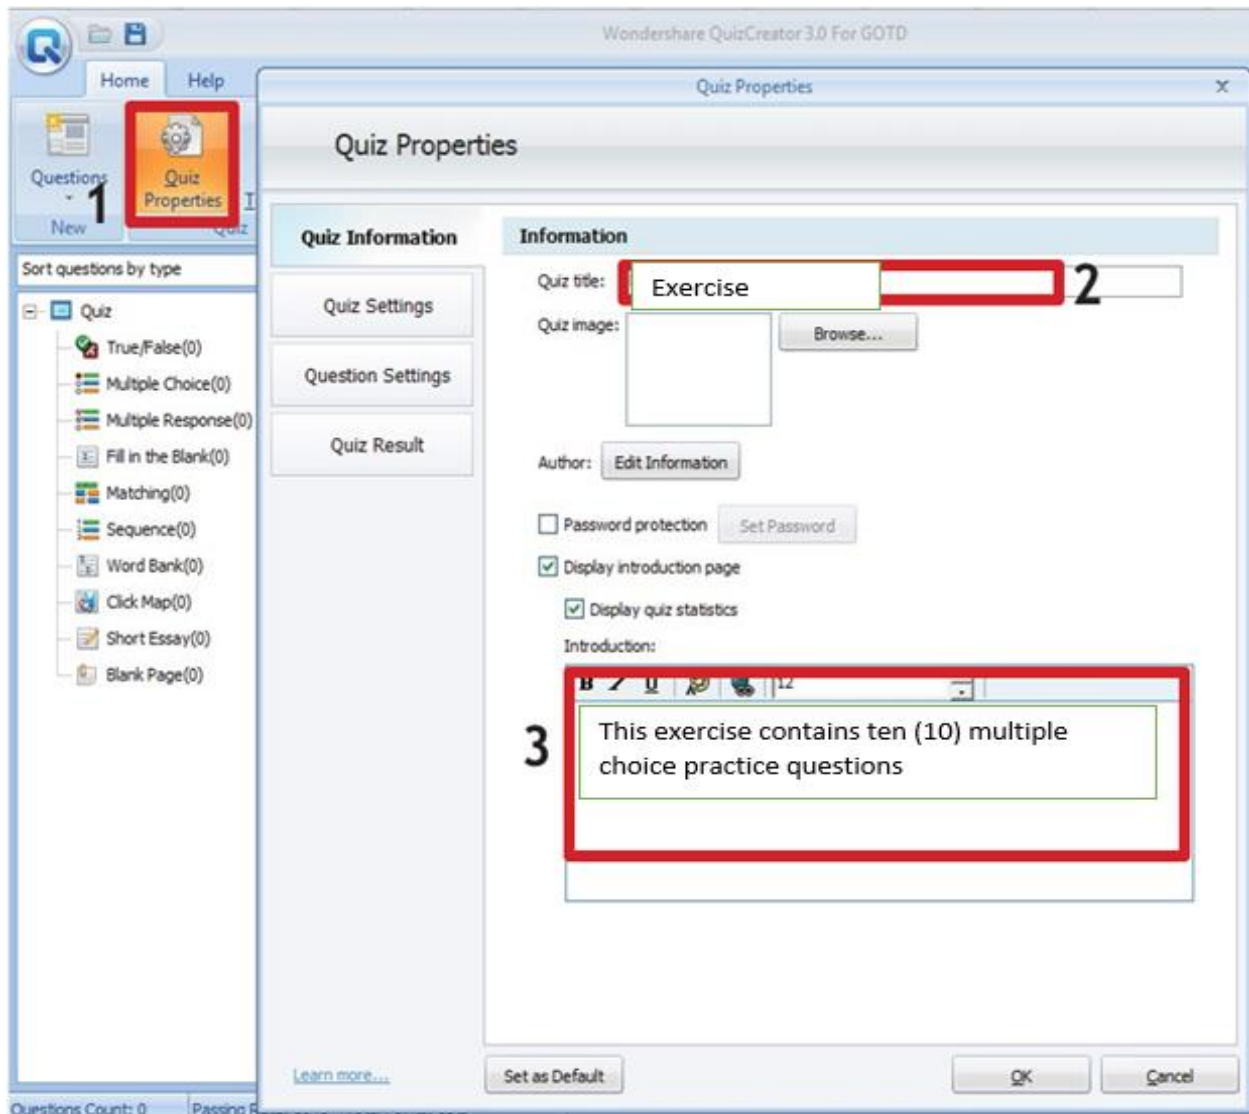 Wondershare QuizCreator 3.0 For GOTD
Home Help
Quiz Properties
Questions
1
Quiz
Properties
New
Quiz
Quiz Properties
Sort questions by type
Quiz
True/False(0)
Multiple Choice(0)
Multiple Response(0)
Fill in the Blank(0)
Matching(0)
Sequence(0)
Word Bank(0)
Click Map(0)
Short Essay(0)
Blank Page(0)
Quiz Information
Quiz Settings
Question Settings
Quiz Result
Information
Quiz title: Exercise 2
Quiz image: Browse...
Author: Edit Information
Password protection Set Password
Display introduction page
Display quiz statistics
Introduction:
B I U 12
3
This exercise contains ten (10) multiple
choice practice questions
Learn more... Set as Default OK Cancel
Questions Count: 0 Passing